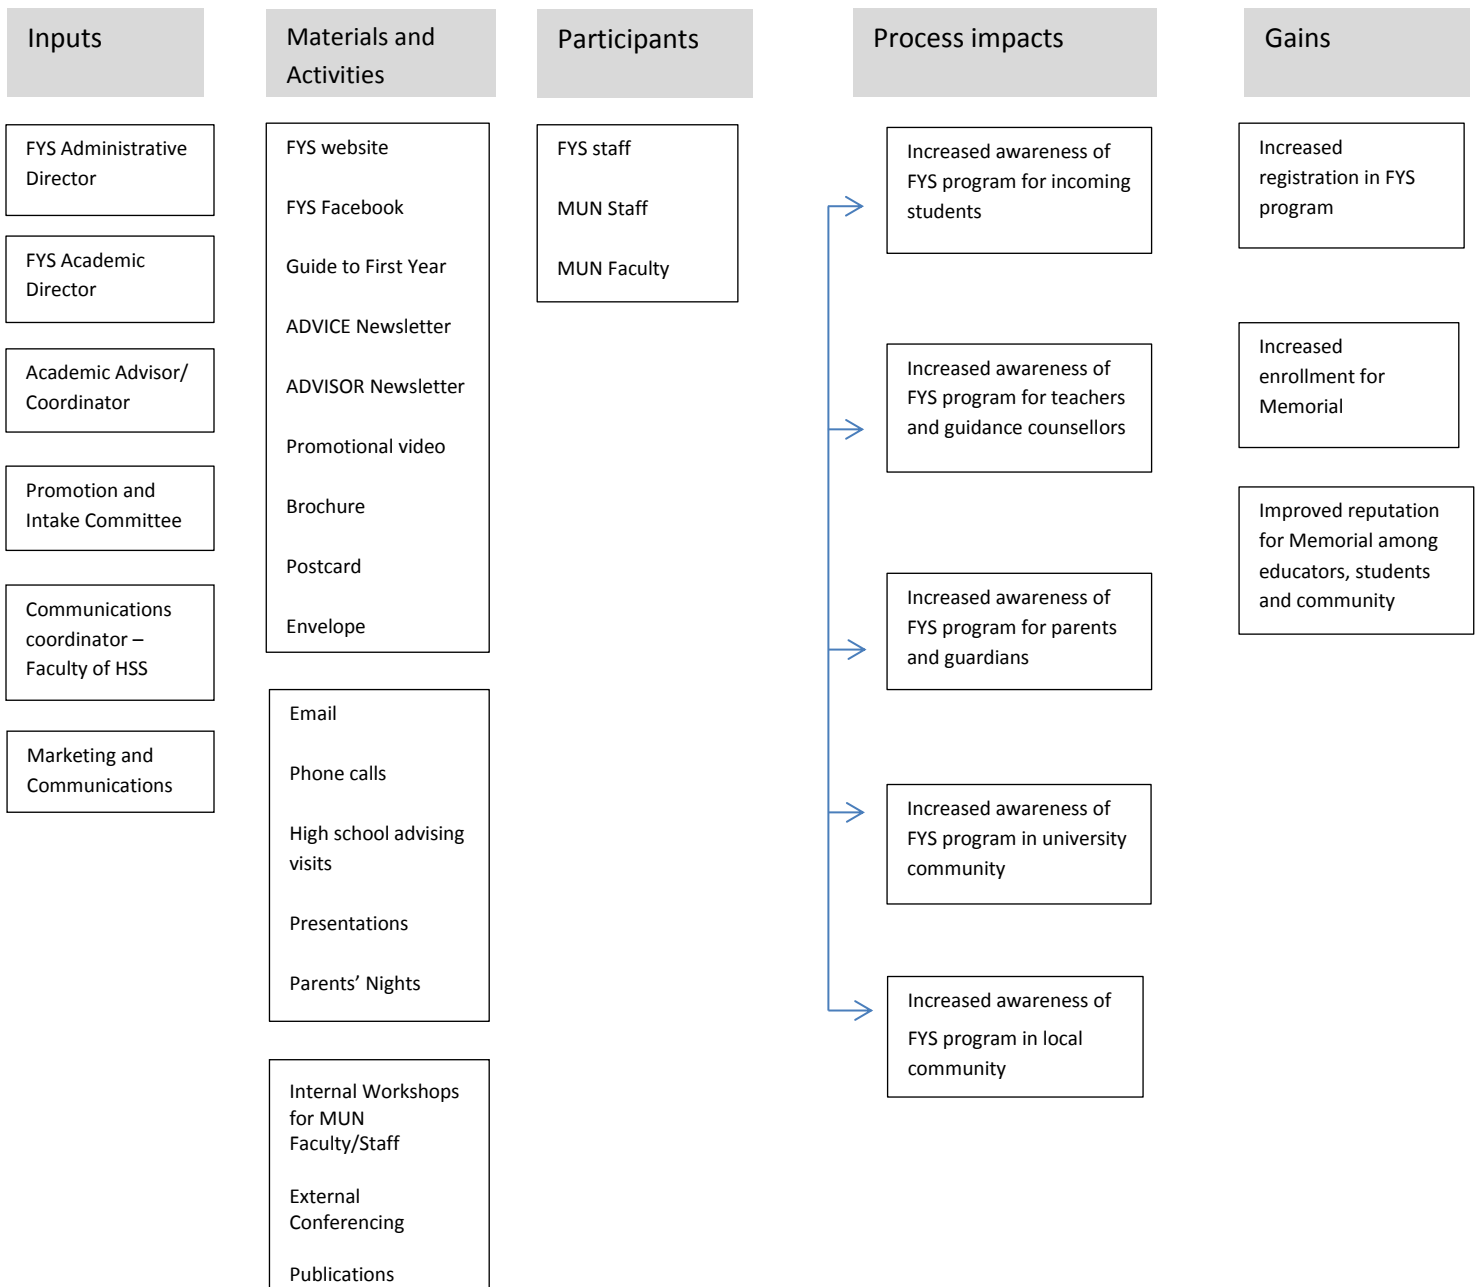 Inputs
Materials and
Activities
Participants
Process impacts
Gains
FYS Administrative
Director
FYS Academic
Director
Academic Advisor/
Coordinator
Promotion and
Intake Committee
Communications
coordinator –
Faculty of HSS
Marketing and
Communications
FYS website
FYS Facebook
Guide to First Year
ADVICE Newsletter
ADVISOR Newsletter
Promotional video
Brochure
Postcard
Envelope
Email
Phone calls
High school advising
visits
Presentations
Parents’ Nights
Internal Workshops
for MUN
Faculty/Staff
External
Conferencing
Publications
FYS staff
MUN Staff
MUN Faculty
Increased awareness of
FYS program for incoming
students
Increased awareness of
FYS program for teachers
and guidance counsellors
Increased awareness of
FYS program for parents
and guardians
Increased awareness of
FYS program in university
community
Increased awareness of
FYS program in local
community
Increased
registration in FYS
program
Increased
enrollment for
Memorial
Improved reputation
for Memorial among
educators, students
and community